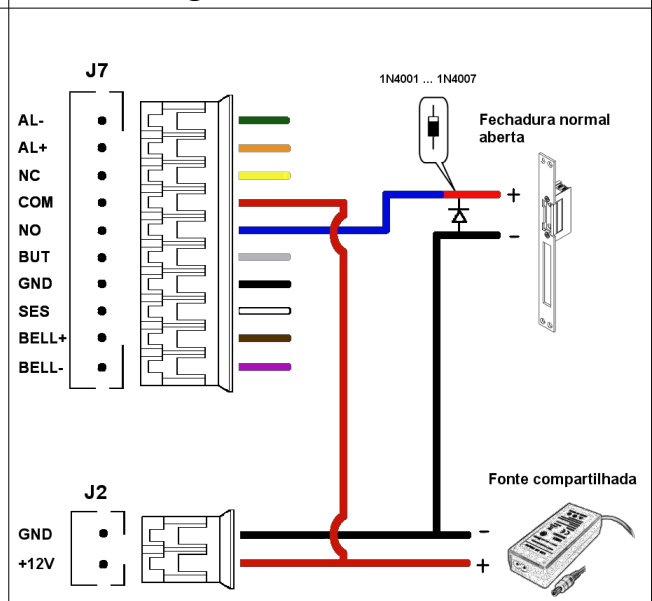 J7
1N4001 ... 1N4007
Fechadura normal
aberta
AL-
AL+
NC
COM
+
NO
-
BUT
GND
SES
BELL+
BELL-
Fonte compartilhada
J2
GND
-
+12V
+